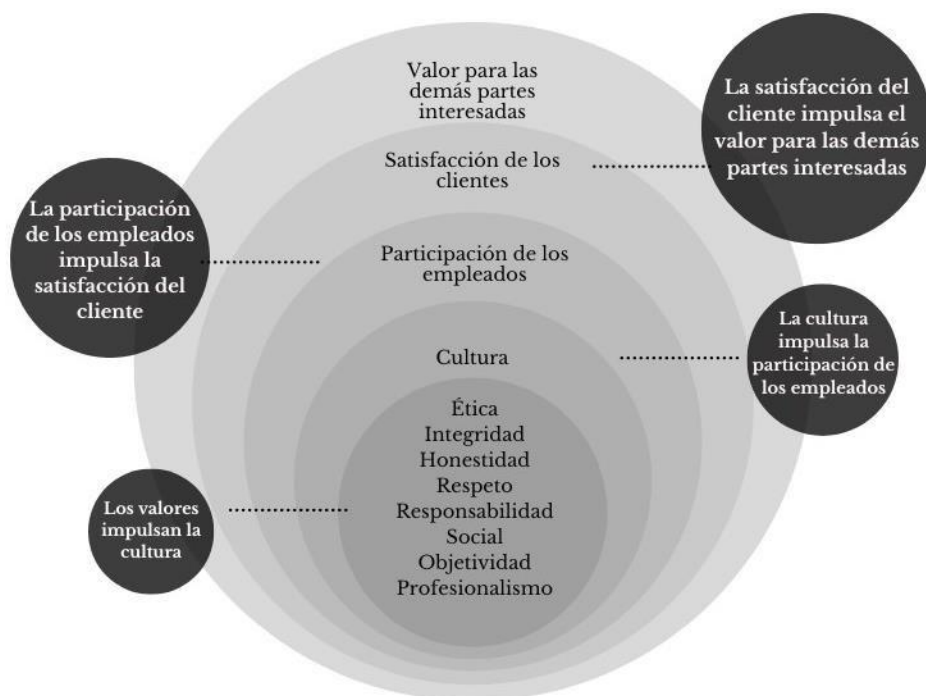 Valor para las
demás partes
interesadas
La satisfacción del
cliente impulsa el
valor para las demás
partes interesadas
Satisfacción de los
clientes
La participación
de los empleados
impulsa la
satisfacción del
cliente
Participación de los
empleados
La cultura
impulsa la
participación de
los empleados
Cultura
Ética
Integridad
Honestidad
Respeto
Responsabilidad
Social
Objetividad
Profesionalismo
Los valores
impulsan la
cultura